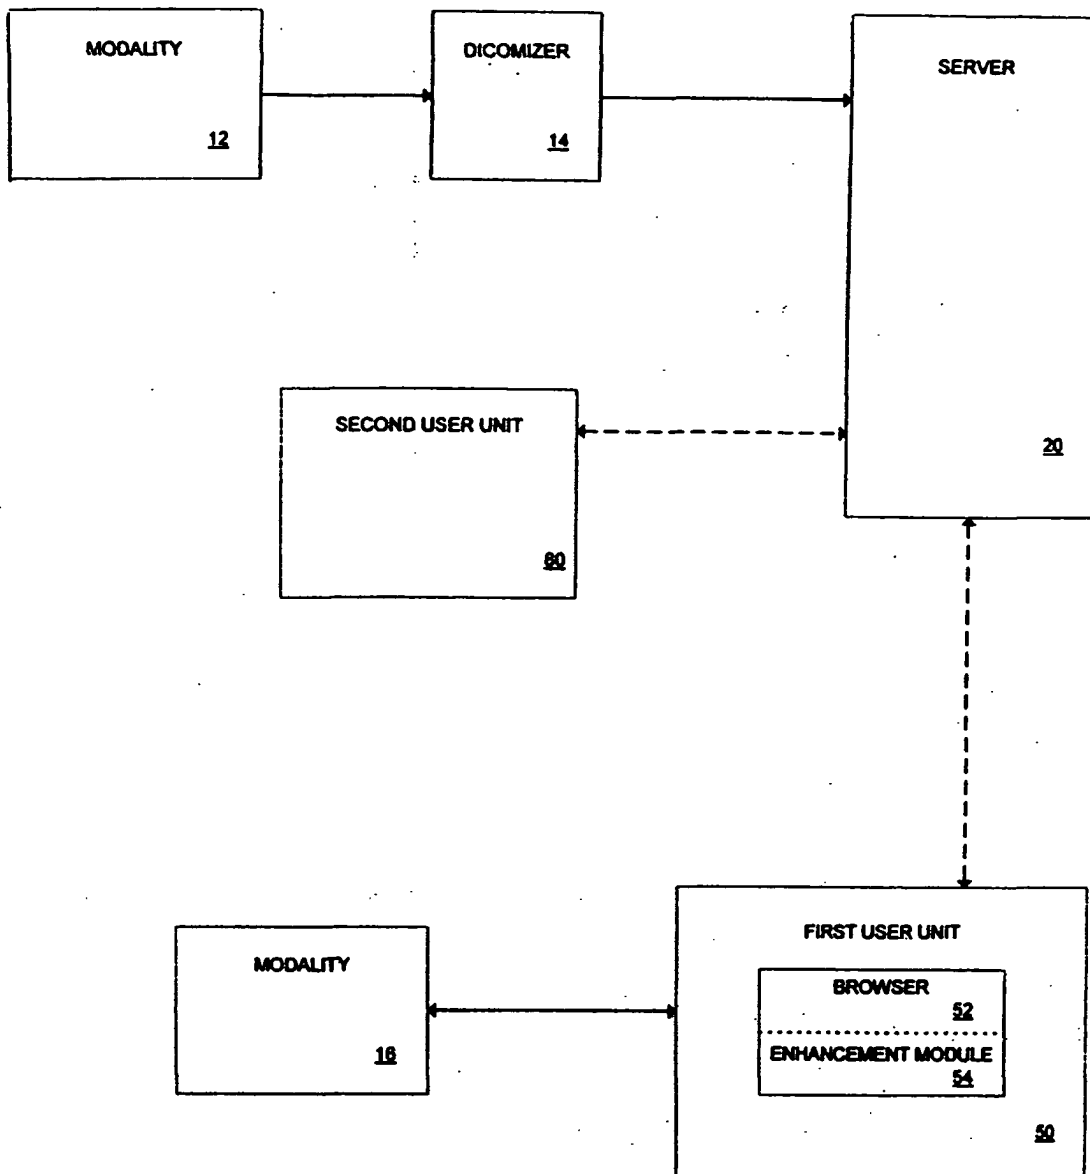 MODALITY
12
DICOMIZER
14
SERVER
20
SECOND USER UNIT
60
MODALITY
16
FIRST USER UNIT
BROWSER
52
ENHANCEMENT MODULE
54
50